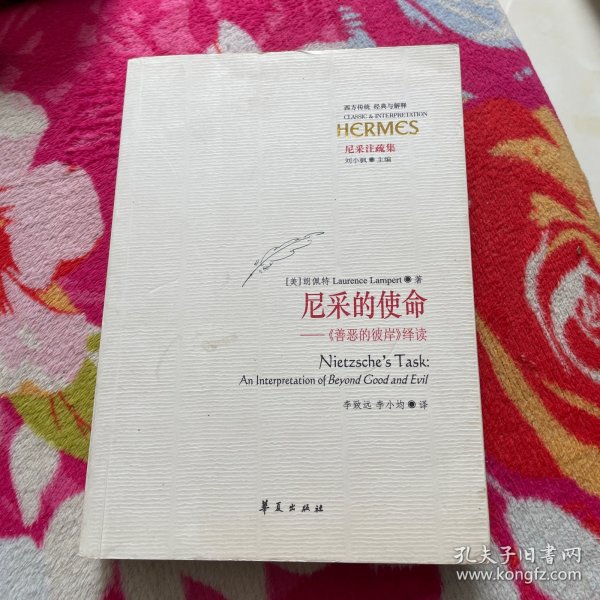 西方传统 经典与解释
CLASSIC & INTERPRETATION
HERMES
尼采注疏集
刘小枫 主编
[美]朗佩特 Laurence Lampert 著
尼采的使命
——《善恶的彼岸》绎读
Nietzsche's Task:
An Interpretation of Beyond Good and Evil
李致远 李小均 译
华夏出版社
孔夫子旧书网
www.kongfz.com